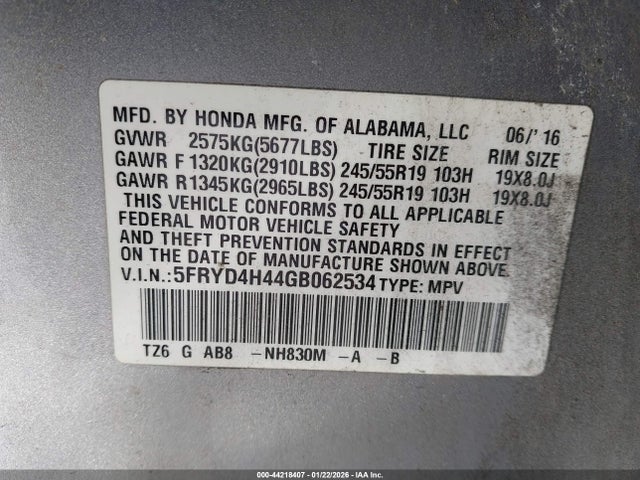 MFD. BY HONDA MFG. OF ALABAMA, LLC 06/'16
GVWR 2575KG(5677LBS) TIRE SIZE RIM SIZE
GAWR F 1320KG(2910LBS) 245/55R19 103H 19X8.0J
GAWR R 1345KG(2965LBS) 245/55R19 103H 19X8.0J
THIS VEHICLE CONFORMS TO ALL APPLICABLE
FEDERAL MOTOR VEHICLE SAFETY
AND THEFT PREVENTION STANDARDS IN EFFECT
ON THE DATE OF MANUFACTURE SHOWN ABOVE.
V.I.N.: 5FRYD4H44GB062534 TYPE: MPV
TZ6 G AB8 -NH830M -A -B
000-44218407 - 01/22/2026 - IAA Inc.